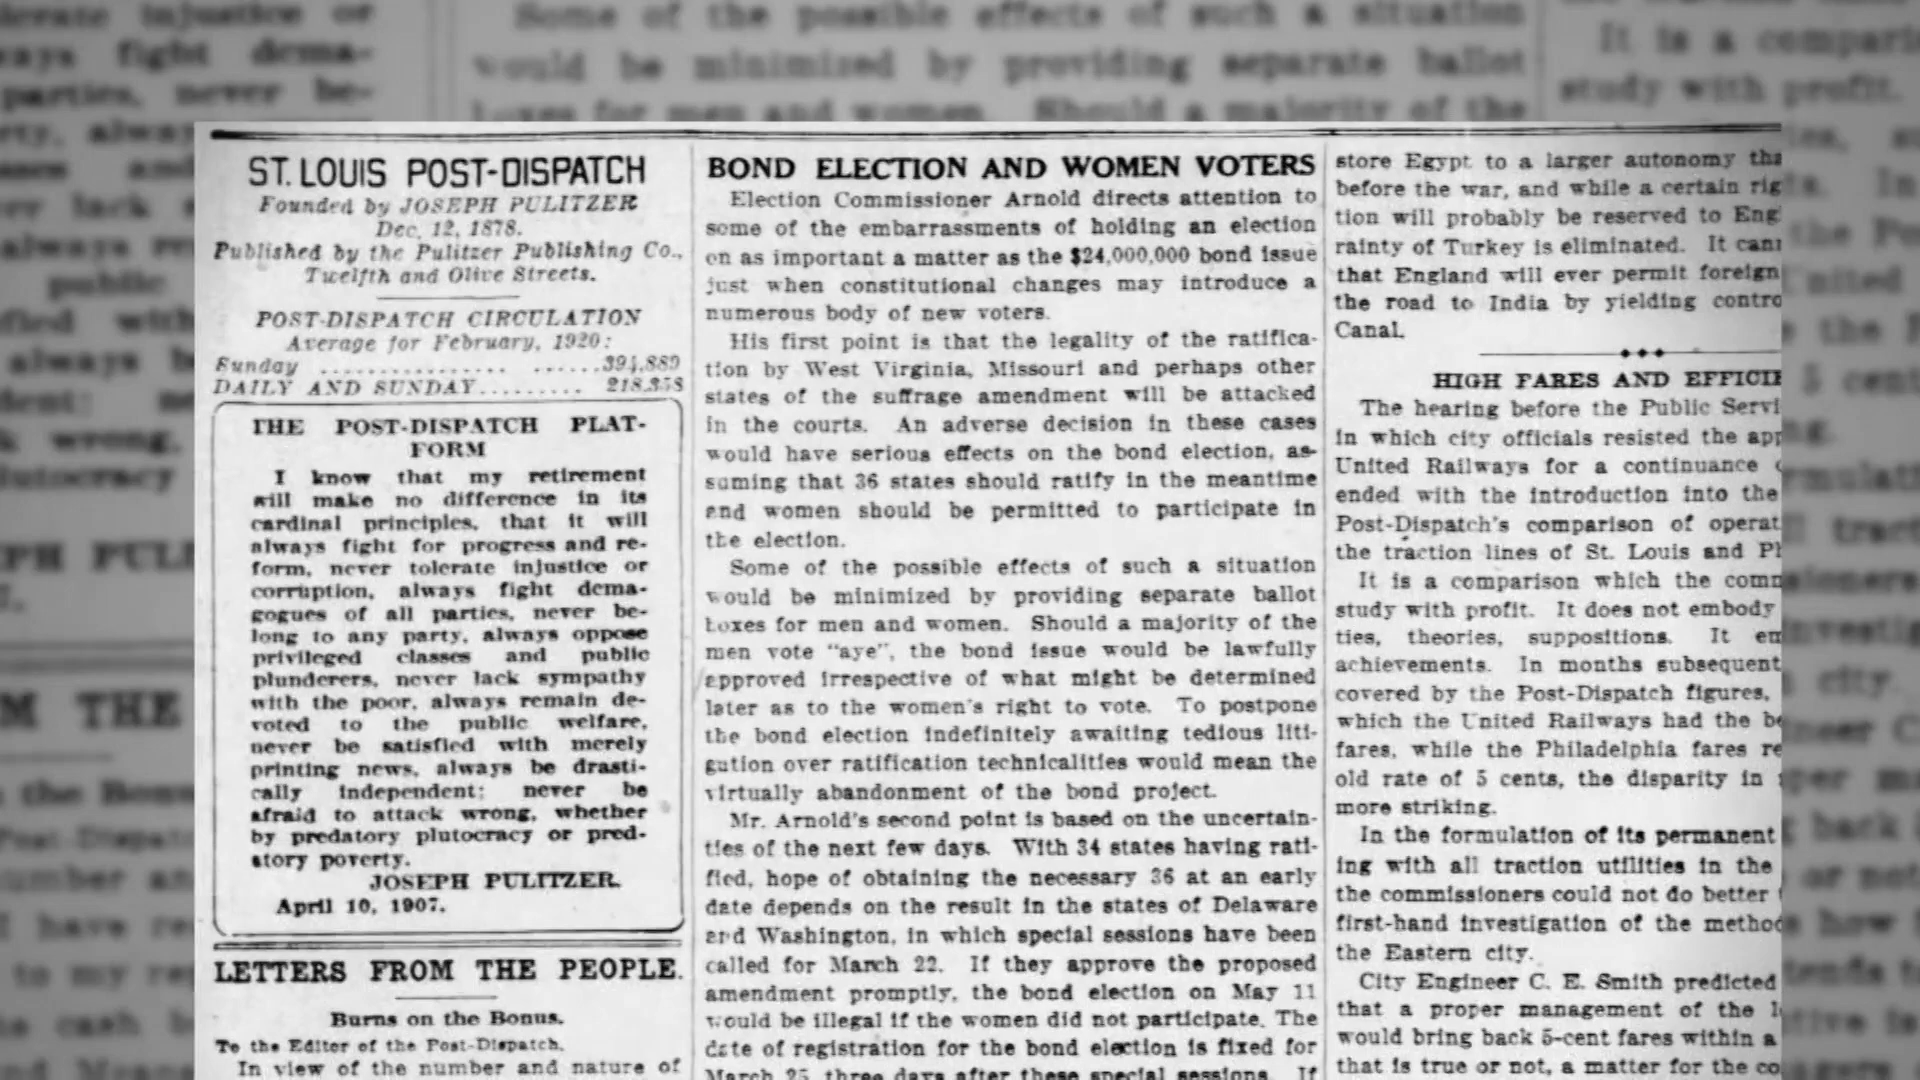 ST. LOUIS POST-DISPATCH
Founded by JOSEPH PULITZER
Dec. 12, 1878.
Published by the Pulitzer Publishing Co.,
Twelfth and Olive Streets.
POST-DISPATCH CIRCULATION
Average for February, 1920:
Sunday
DAILY AND SUNDAY
THE POST-DISPATCH PLAT-
FORM
I know that my retirement
will make no difference in its
cardinal principles, that it will
always fight for progress and re-
form, never tolerate injustice or
corruption, always fight dema-
gogues of all parties, never be-
long to any party, always oppose
privileged classes and public
plunderers, never lack sympathy
with the poor, always remain de-
voted to the public welfare,
never be satisfied with merely
printing news, always be drasti-
cally independent; never be
afraid to attack wrong, whether
by predatory plutocracy or pred-
atory poverty.
JOSEPH PULITZER.
April 10, 1907.
LETTERS FROM THE PEOPLE.
Burns on the Bonus.
To the Editor of the Post-Dispatch.
In view of the number and nature of
BOND ELECTION AND WOMEN VOTERS
Election Commissioner Arnold directs attention to
some of the embarrassments of holding an election
on as important a matter as the $24,000,000 bond issue
just when constitutional changes may introduce a
numerous body of new voters.
His first point is that the legality of the ratifica-
tion by West Virginia, Missouri and perhaps other
states of the suffrage amendment will be attacked
in the courts. An adverse decision in these cases
would have serious effects on the bond election, as-
suming that 36 states should ratify in the meantime
and women should be permitted to participate in
the election.
Some of the possible effects of such a situation
would be minimized by providing separate ballot
boxes for men and women. Should a majority of the
men vote "aye", the bond issue would be lawfully
approved irrespective of what might be determined
later as to the women's right to vote. To postpone
the bond election indefinitely awaiting tedious liti-
gation over ratification technicalities would mean the
virtually abandonment of the bond project.
Mr. Arnold's second point is based on the uncertain-
ties of the next few days. With 34 states having rati-
fied, hope of obtaining the necessary 36 at an early
date depends on the result in the states of Delaware
and Washington, in which special sessions have been
called for March 22. If they approve the proposed
amendment promptly, the bond election on May 11
would be illegal if the women did not participate. The
date of registration for the bond election is fixed for
March 25, three days after these special sessions. If
store Egypt to a larger autonomy tha
before the war, and while a certain rig
tion will probably be reserved to Eng
rainty of Turkey is eliminated. It cann
that England will ever permit foreign
the road to India by yielding contro
Canal.
HIGH FARES AND EFFICIE
The hearing before the Public Servi
in which city officials resisted the app
United Railways for a continuance
ended with the introduction into the
Post-Dispatch's comparison of operat
the traction lines of St. Louis and Ph
It is a comparison which the comm
study with profit. It does not embody
ties, theories, suppositions. It em
achievements. In months subsequent
covered by the Post-Dispatch figures,
which the United Railways had the be
fares, while the Philadelphia fares re
old rate of 5 cents, the disparity in
more striking.
In the formulation of its permanent
ing with all traction utilities in the
the commissioners could not do better
first-hand investigation of the method
the Eastern city.
City Engineer C. E. Smith predicted
that a proper management of the l
would bring back 5-cent fares within a
that is true or not, a matter for the co